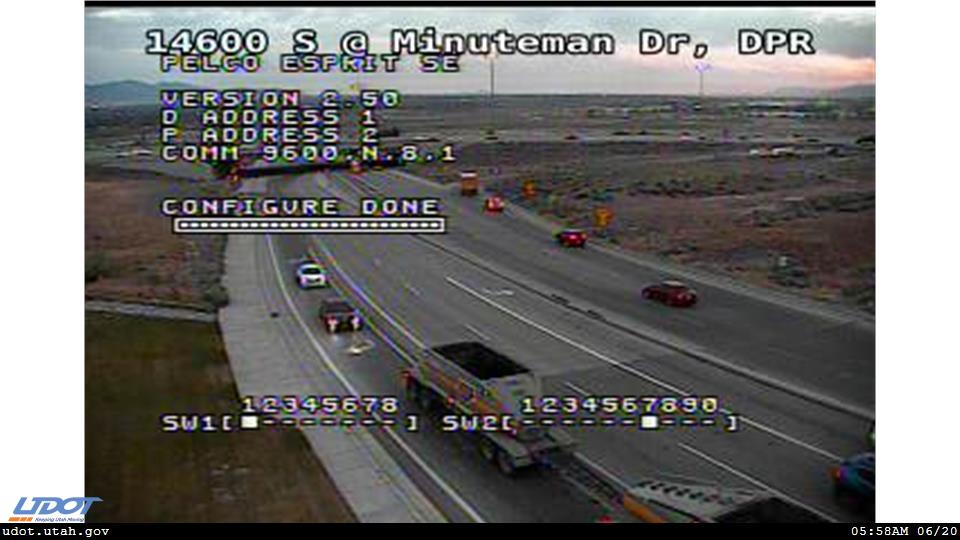 14600 S @ Minuteman Dr, DPR
PELCO ESPRIT SE
VERSION 2.50
D ADDRESS 1
P ADDRESS 2
COMM 9600.N.8.1
CONFIGURE DONE
12345678 1234567890
SW1[■-------] SW2[-------■---]
UDOT
Keeping Utah Moving
udot.utah.gov 05:58AM 06/20